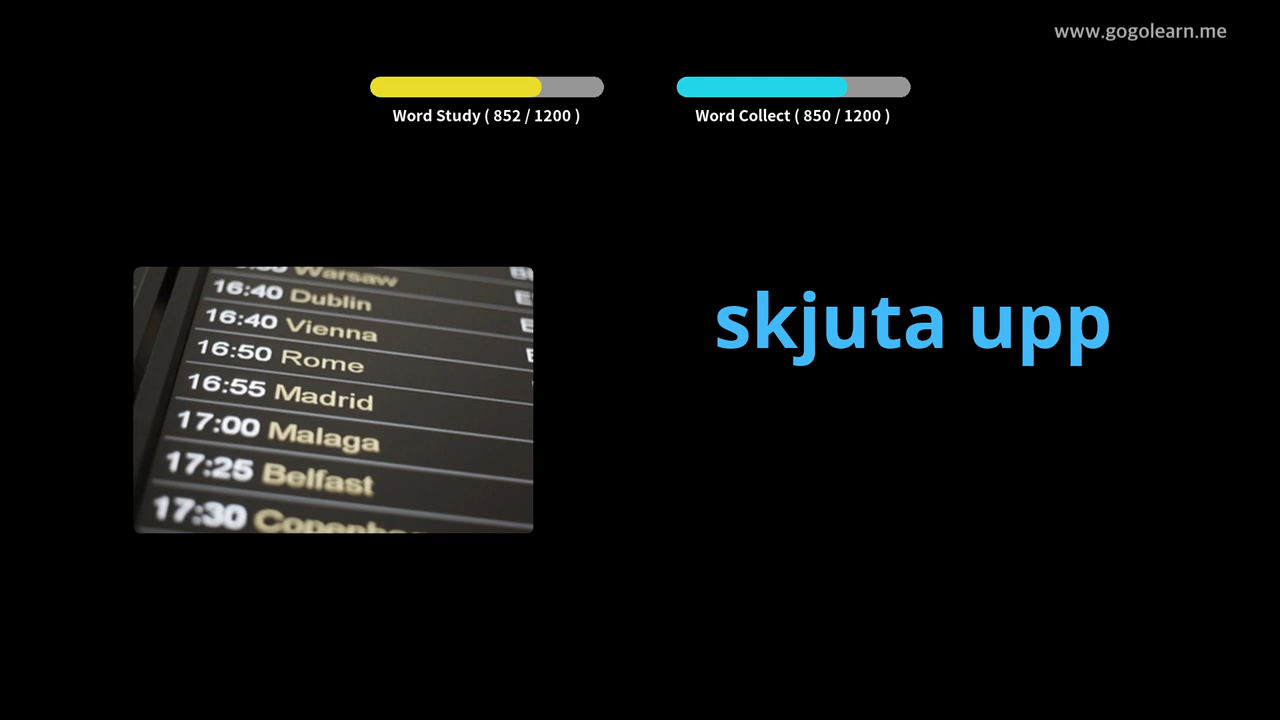 www.gogolearn.me
Word Study ( 852 / 1200 )
Word Collect ( 850 / 1200 )
Warsaw
16:40 Dublin
16:40 Vienna
16:50 Rome
16:55 Madrid
17:00 Malaga
17:25 Belfast
17:30
skjuta upp